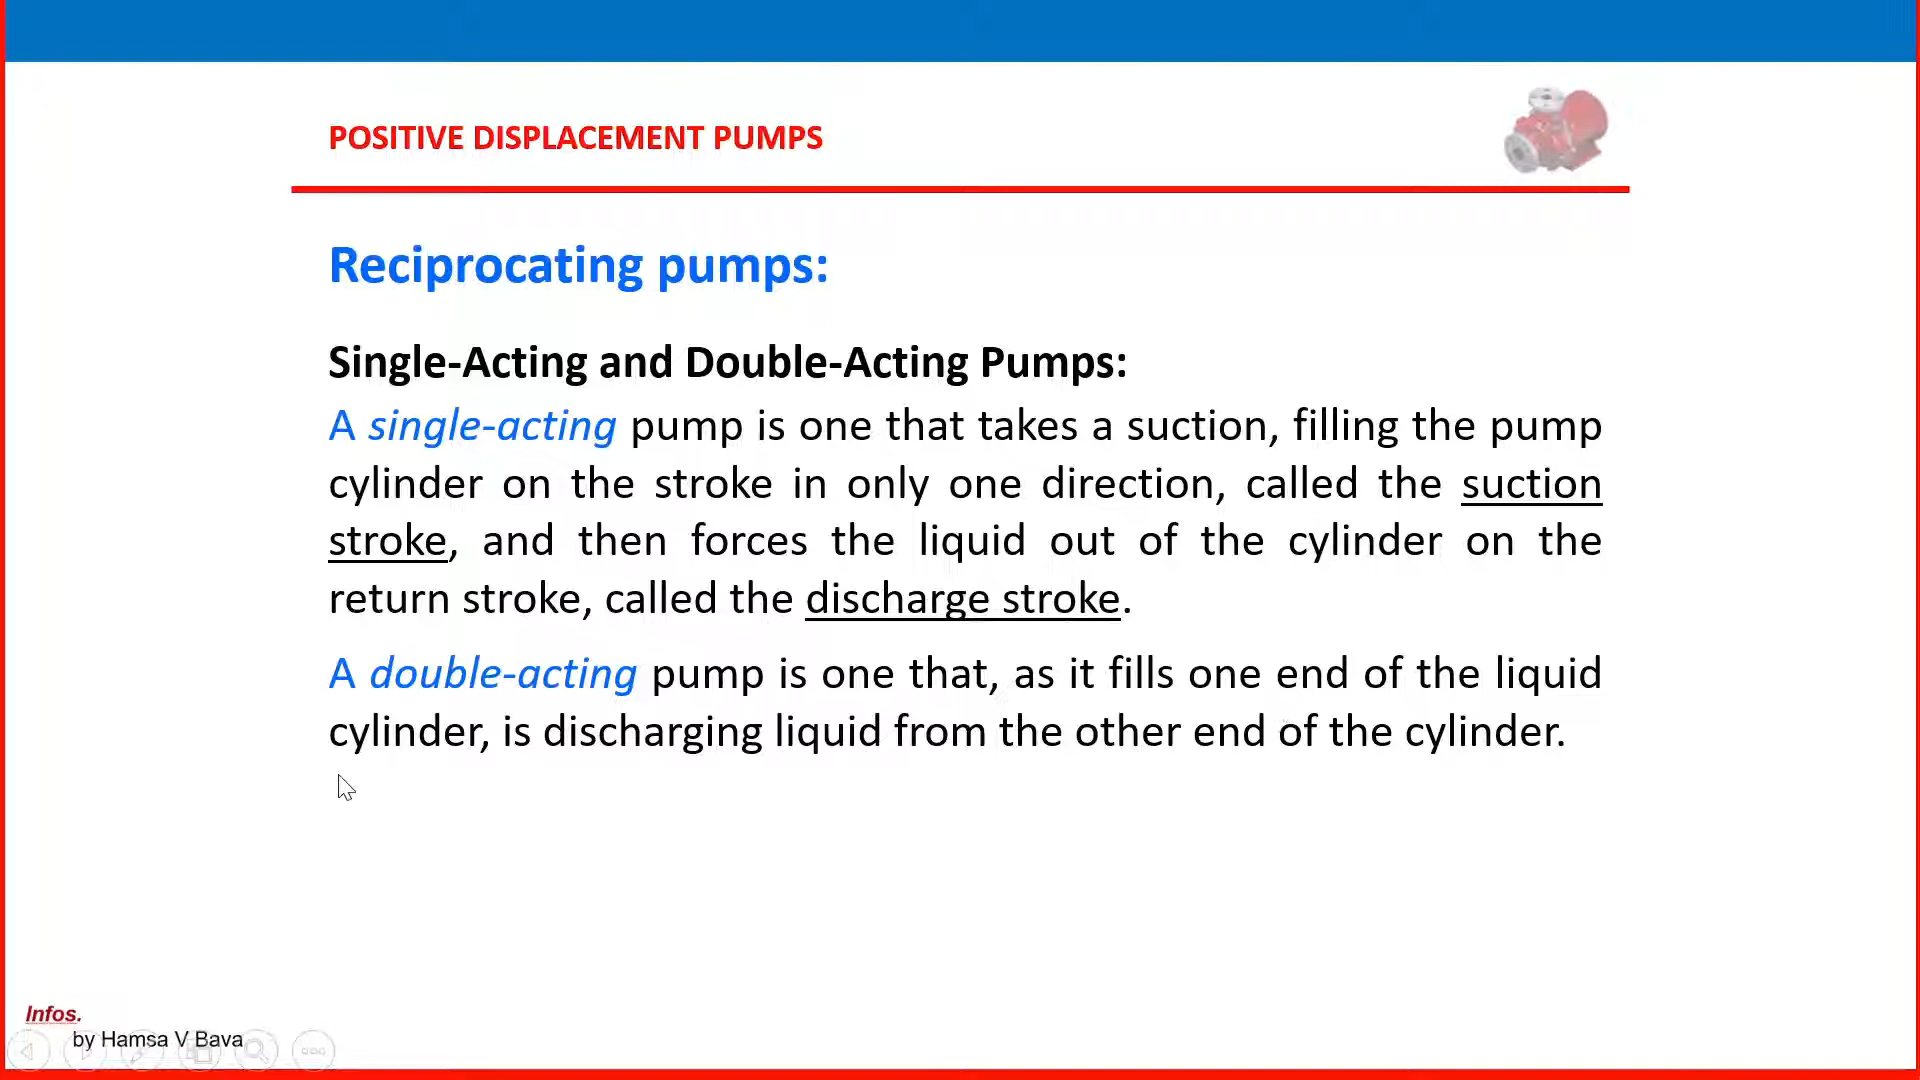 POSITIVE DISPLACEMENT PUMPS
Reciprocating pumps:
Single-Acting and Double-Acting Pumps:
A single-acting pump is one that takes a suction, filling the pump
cylinder on the stroke in only one direction, called the suction
stroke, and then forces the liquid out of the cylinder on the
return stroke, called the discharge stroke.
A double-acting pump is one that, as it fills one end of the liquid
cylinder, is discharging liquid from the other end of the cylinder.
Infos.
by Hamsa V Bava